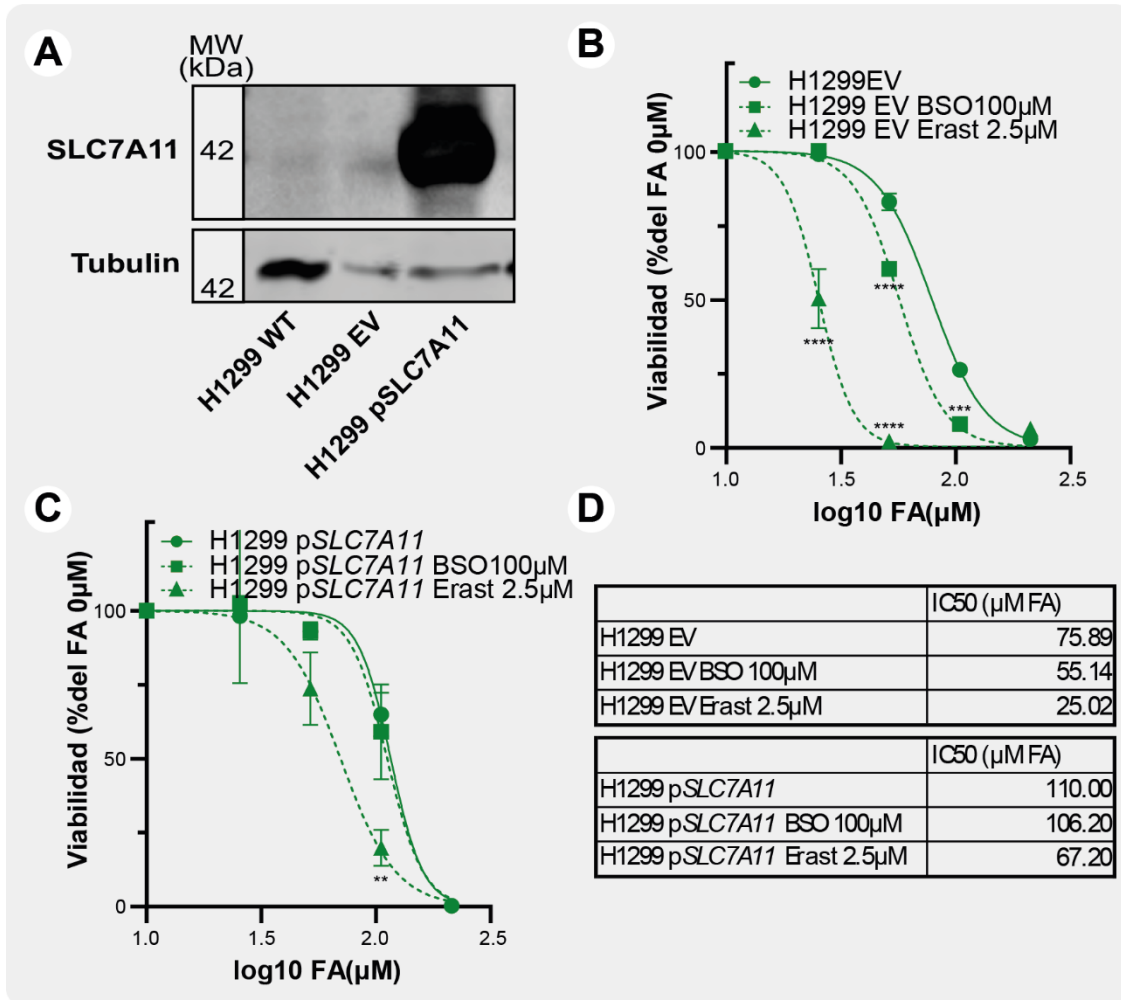 A
MW
(kDa)
SLC7A11
42
Tubulin
42
H1299 WT
H1299 EV
H1299 pSLC7A11
B
H1299EV
H1299 EV BSO100µM
H1299 EV Erast 2.5µM
Viabilidad (%del FA 0µM)
100
50
0
****
****
****
***
1.0 1.5 2.0 2.5
log10 FA(µM)
C
H1299 pSLC7A11
H1299 pSLC7A11 BSO100µM
H1299 pSLC7A11 Erast 2.5µM
Viabilidad (%del FA 0µM)
100
50
0
**
1.0 1.5 2.0 2.5
log10 FA(µM)
D
IC50 (µM FA)
H1299 EV 75.89
H1299 EV BSO 100µM 55.14
H1299 EV Erast 2.5µM 25.02
IC50 (µM FA)
H1299 pSLC7A11 110.00
H1299 pSLC7A11 BSO 100µM 106.20
H1299 pSLC7A11 Erast 2.5µM 67.20